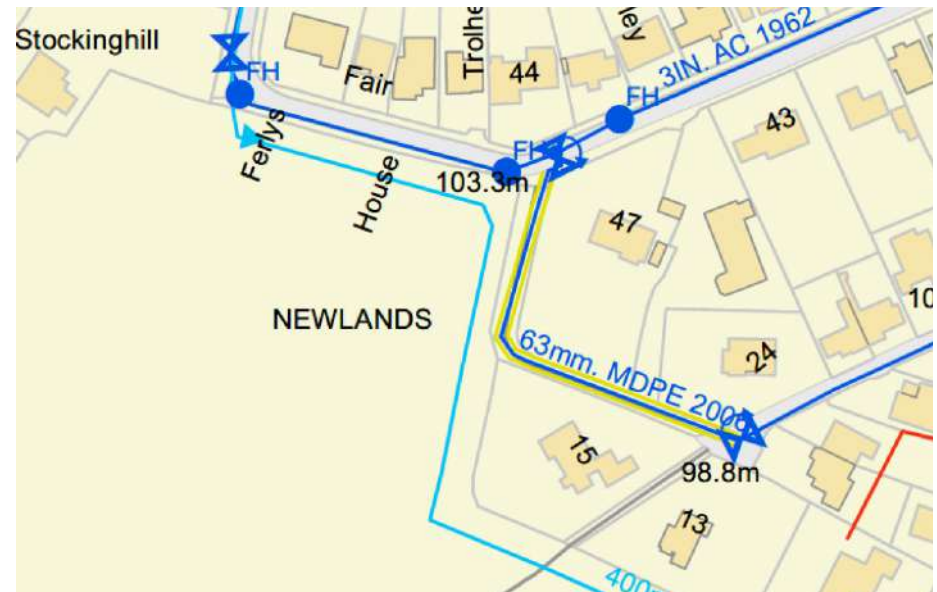 Stockinghill
FH
Fair
Trolhe
44
ley
3IN. AC 1962
FH
43
Ferlys
House
103.3m
47
NEWLANDS
10
63mm. MDPE 2006
24
15
98.8m
13
400